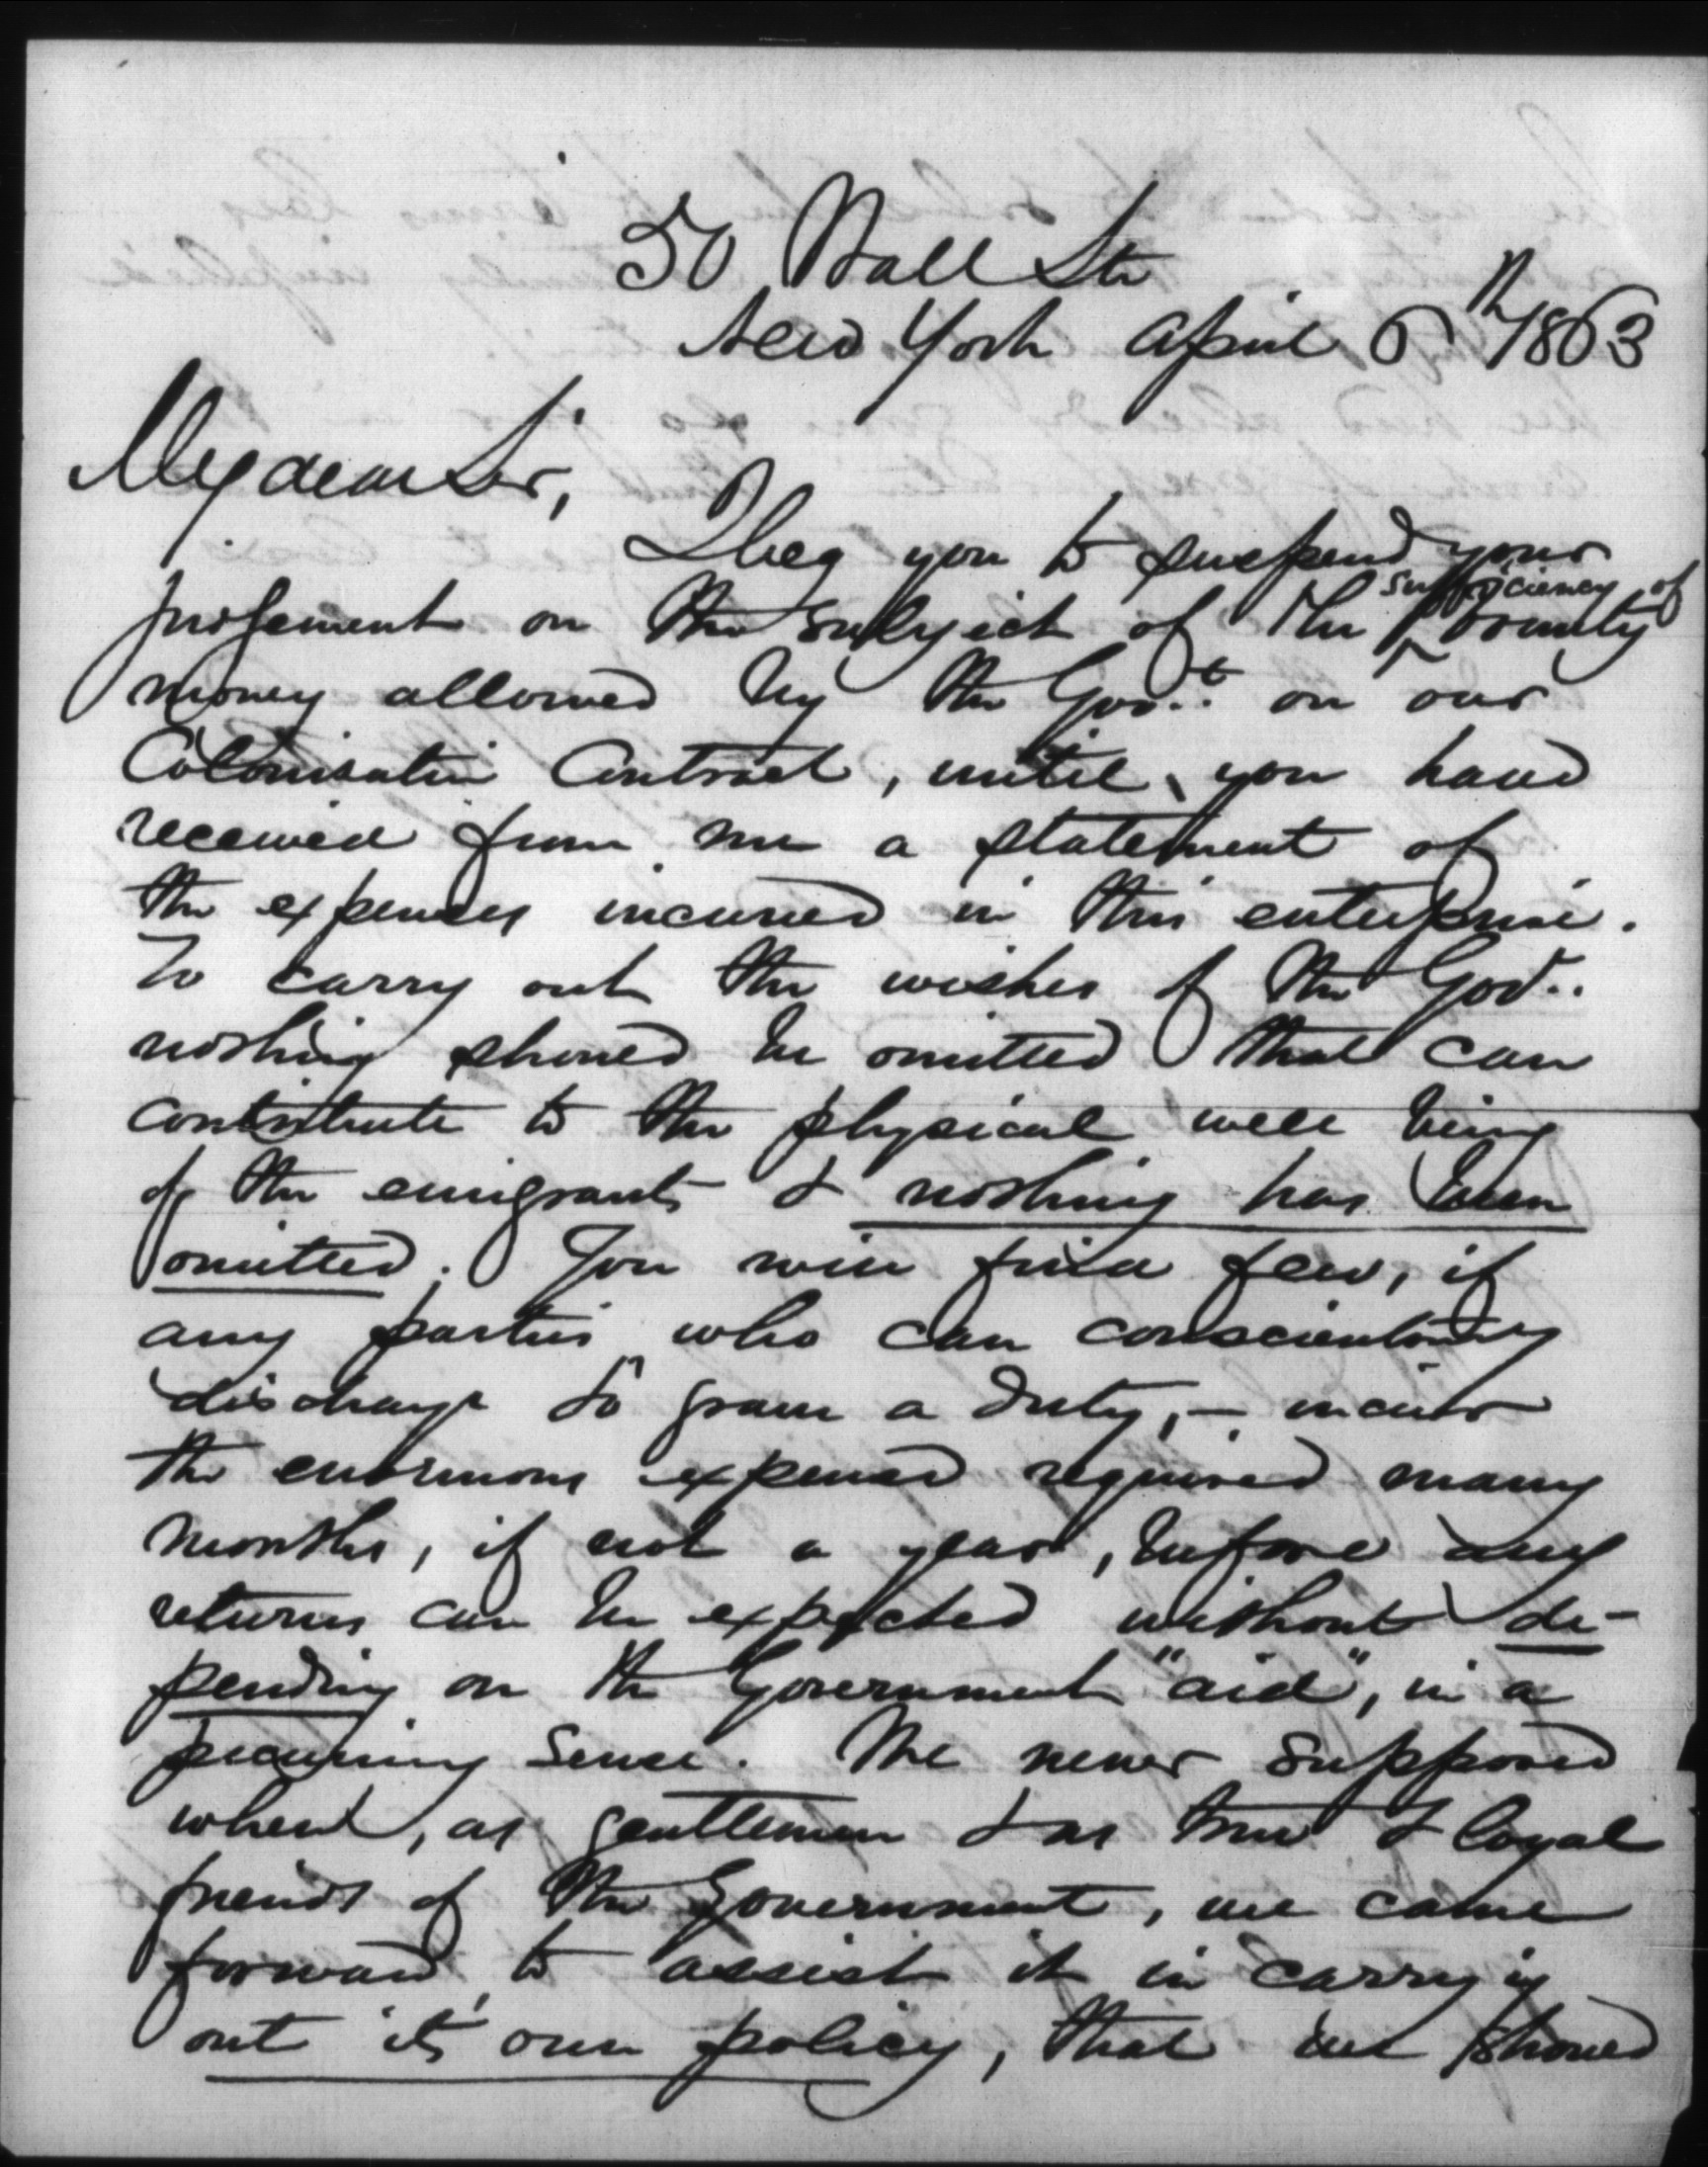 50 Wall Str
New York April 6th 1863
My dear Sir,
I beg you to suspend your
sufficiency of
judgement on the subject of the ^ bounty
money allowed by the Govt. on our
Colonisation Contract, until you have
received from me a statement of
the expenses incurred in this enterprise.
To carry out the wishes of the Gov..
nothing should be omitted that can
contribute to the physical well being
of the emigrants & nothing has been
omitted. You will find few, if
any parties who can conscientiously
discharge so grave a duty, – incur
the enormous expense required many
months, if not a year, before any
returns can be expected without de-
pending on the Government "aid", in a
pecuniary sense. We never supposed
when, as gentlemen & as true & loyal
friends of the Government, we came
forward to assist it in carrying
out its own policy, that we should